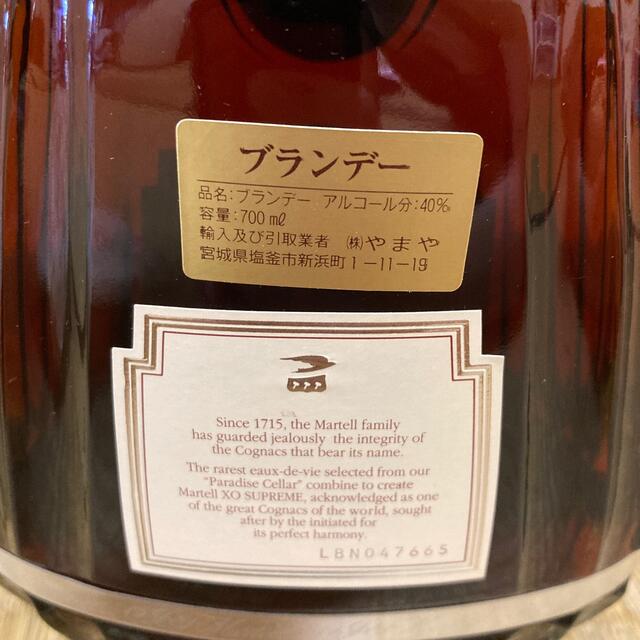 ブランデー
品名:ブランデー アルコール分:40%
容量:700㎖
輸入及び引取業者 ㈱やまや
宮城県塩釜市新浜町1-11-19
Since 1715, the Martell family
has guarded jealously the integrity of
the Cognacs that bear its name.
The rarest eaux-de-vie selected from our
"Paradise Cellar" combine to create
Martell XO SUPREME, acknowledged as one
of the great Cognacs of the world, sought
after by the initiated for
its perfect harmony.
LBN047665